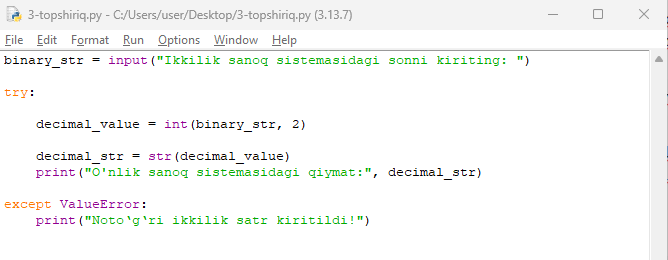 3-topshiriq.py - C:/Users/user/Desktop/3-topshiriq.py (3.13.7)
File Edit Format Run Options Window Help
binary_str = input("Ikkilik sanoq sistemasidagi sonni kiriting: ")
try:
    decimal_value = int(binary_str, 2)
    decimal_str = str(decimal_value)
    print("O'nlik sanoq sistemasidagi qiymat:", decimal_str)
except ValueError:
    print("Noto‘g‘ri ikkilik satr kiritildi!")